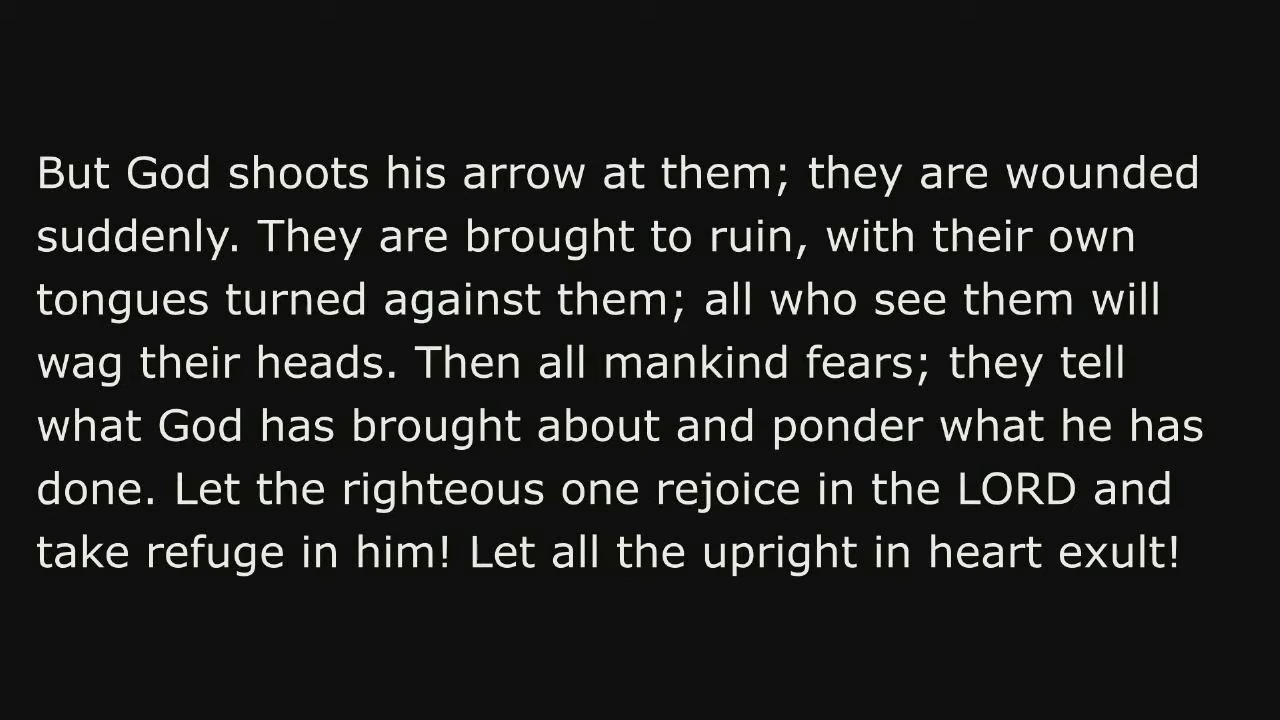 But God shoots his arrow at them; they are wounded
suddenly. They are brought to ruin, with their own
tongues turned against them; all who see them will
wag their heads. Then all mankind fears; they tell
what God has brought about and ponder what he has
done. Let the righteous one rejoice in the LORD and
take refuge in him! Let all the upright in heart exult!